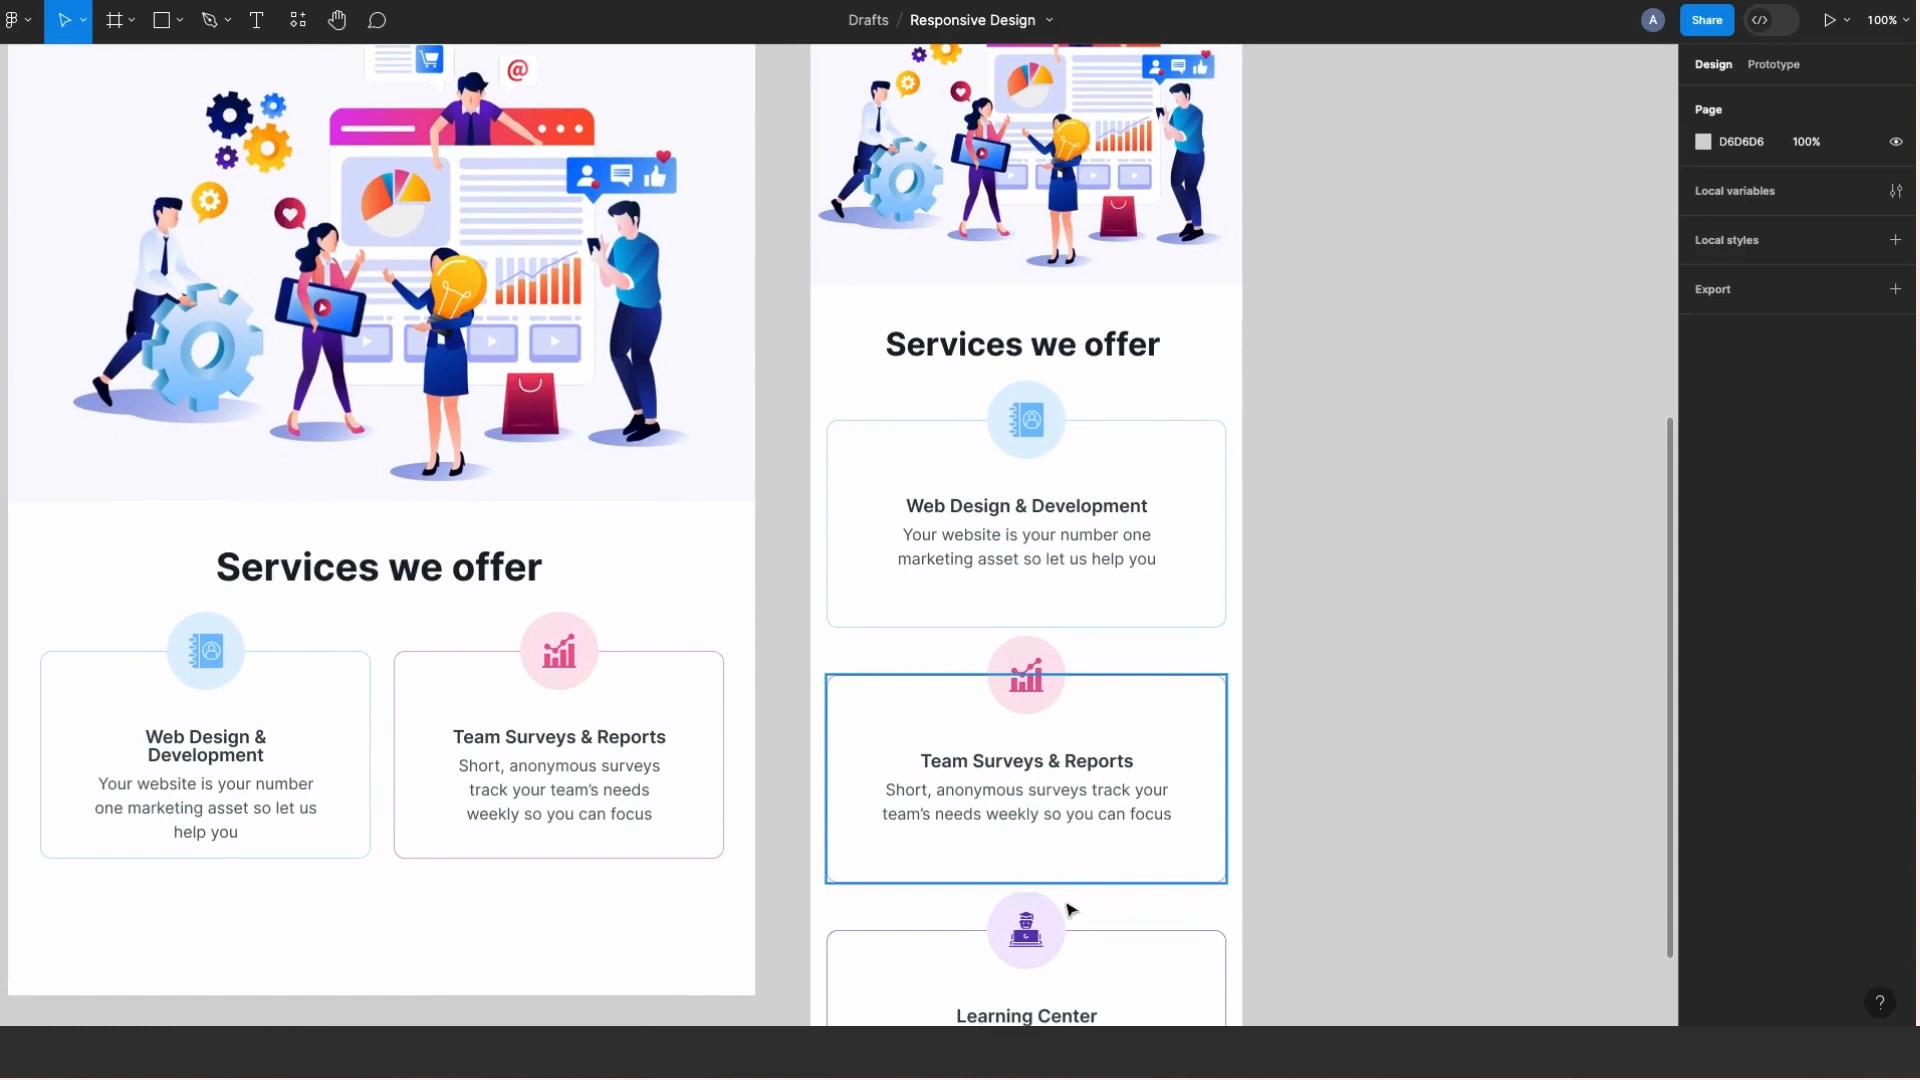 Drafts / Responsive Design
A
Share
100%
Design Prototype
Page
D6D6D6 100%
Local variables
Local styles
Export
@
Services we offer
Web Design &
Development
Your website is your number
one marketing asset so let us
help you
Team Surveys & Reports
Short, anonymous surveys
track your team's needs
weekly so you can focus
Services we offer
Web Design & Development
Your website is your number one
marketing asset so let us help you
Team Surveys & Reports
Short, anonymous surveys track your
team's needs weekly so you can focus
Learning Center
?